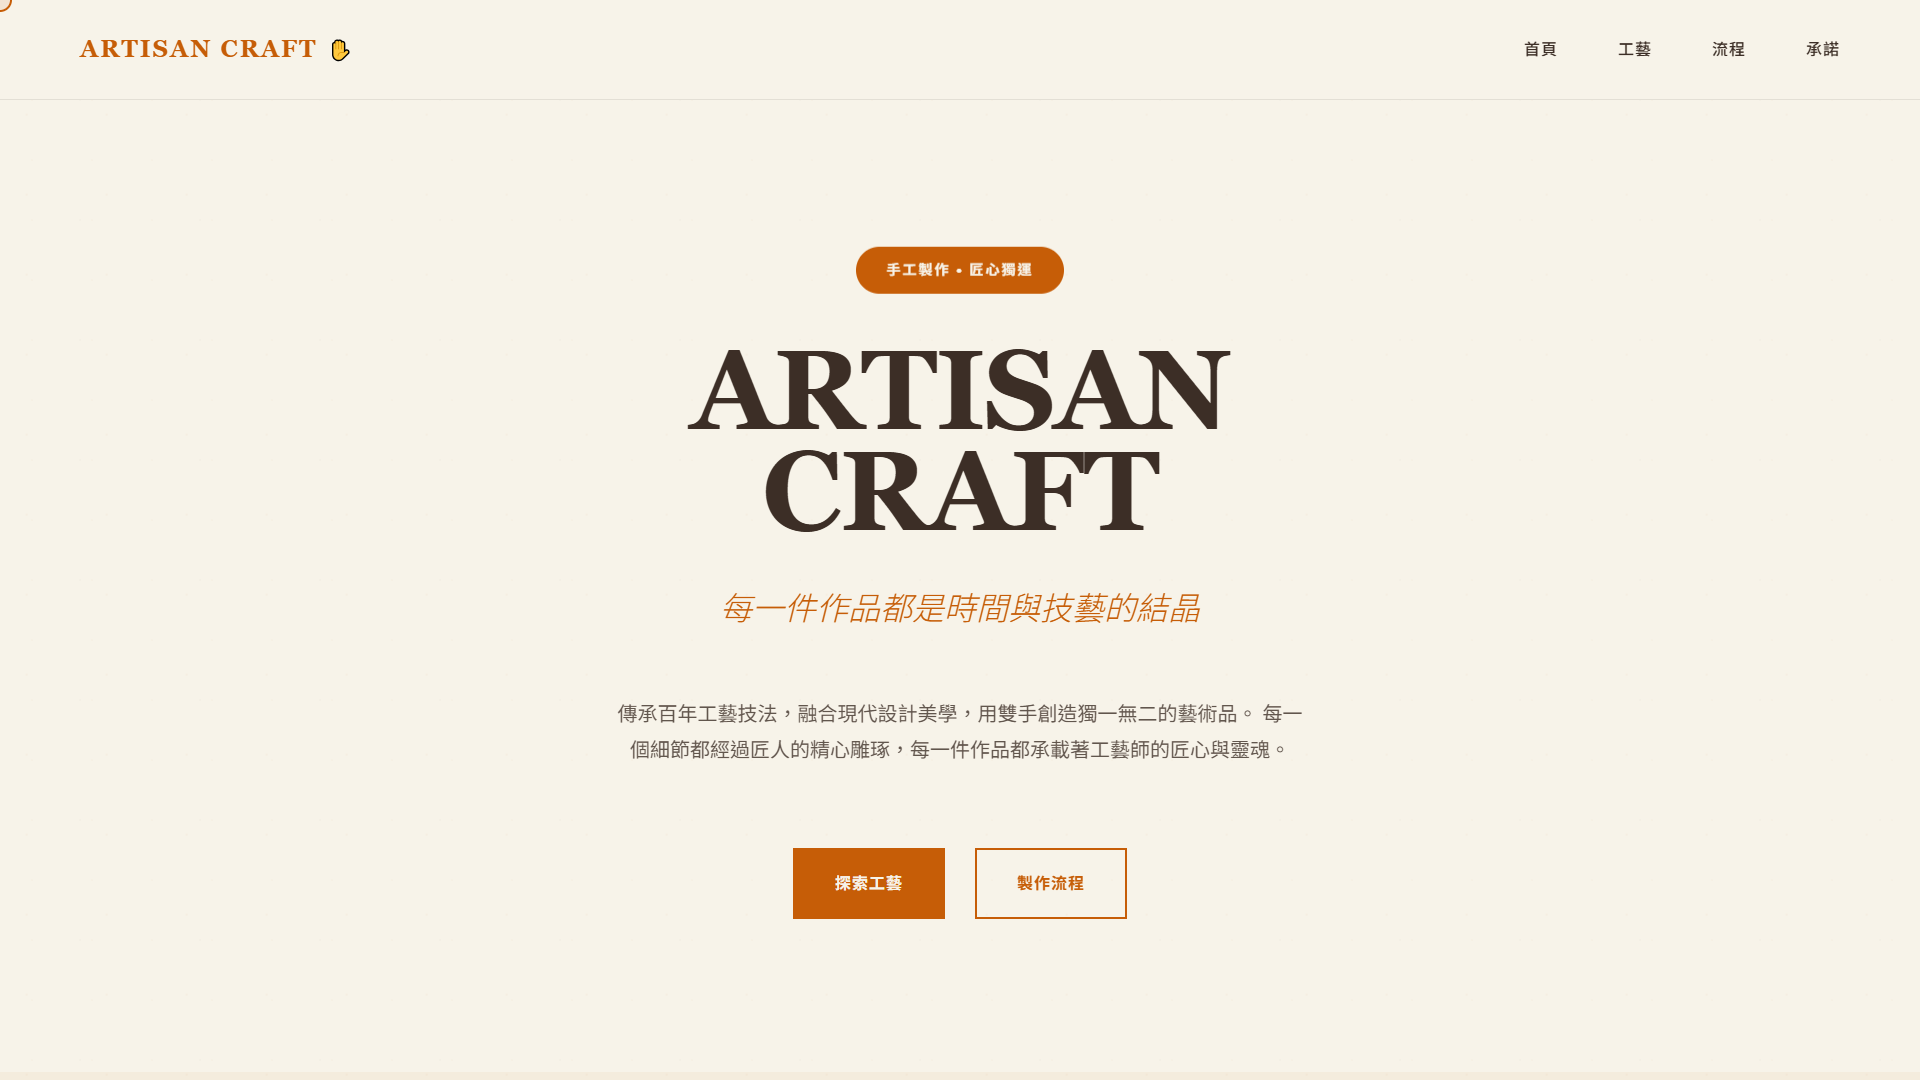 ARTISAN CRAFT ✋
首頁
工藝
流程
承諾
手工製作 • 匠心獨運
ARTISAN
CRAFT
每一件作品都是時間與技藝的結晶
傳承百年工藝技法，融合現代設計美學，用雙手創造獨一無二的藝術品。 每一
個細節都經過匠人的精心雕琢，每一件作品都承載著工藝師的匠心與靈魂。
探索工藝
製作流程